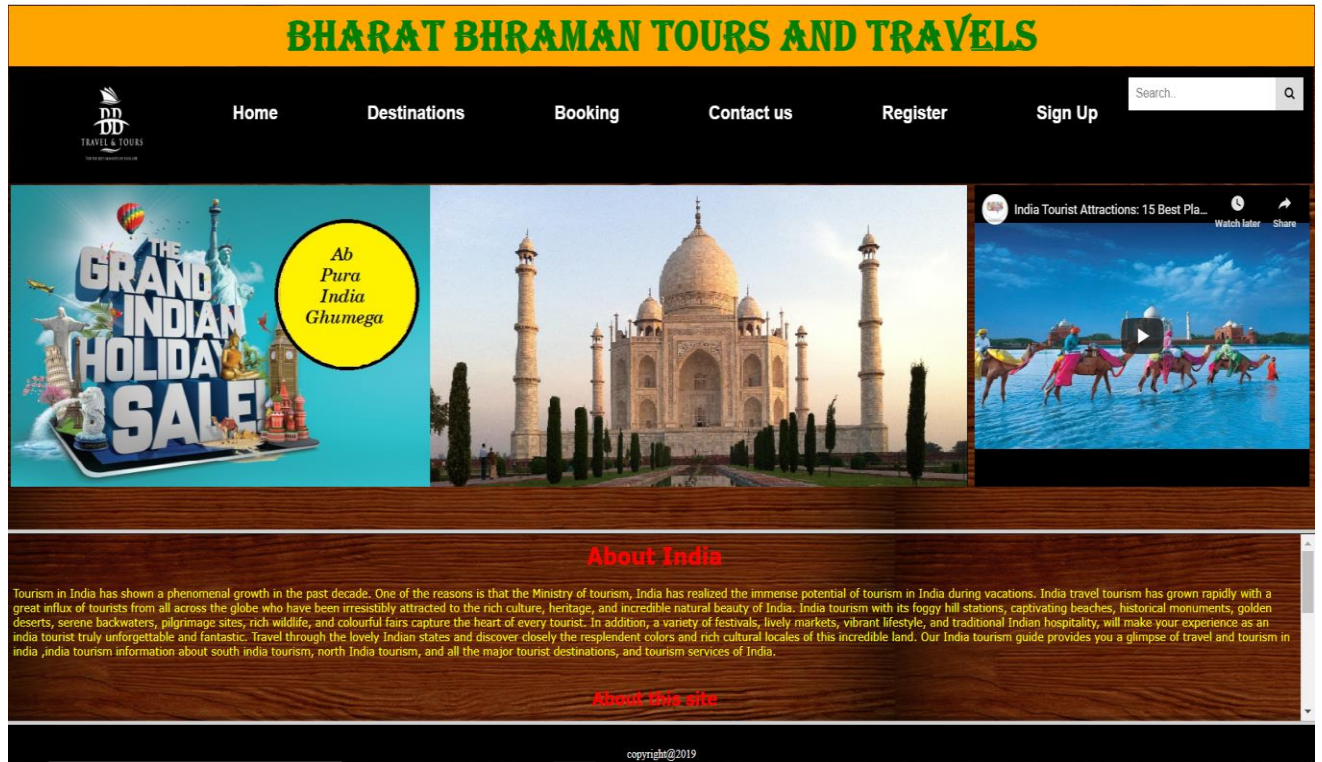 BHARAT BHRAMAN TOURS AND TRAVELS
TRAVEL & TOURS
Home
Destinations
Booking
Contact us
Register
Sign Up
Search..
THE
GRAND
INDIAN
HOLIDAY
SALE!
Ab
Pura
India
Ghumega
India Tourist Attractions: 15 Best Pla...
Watch later
Share
About India
Tourism in India has shown a phenomenal growth in the past decade. One of the reasons is that the Ministry of tourism, India has realized the immense potential of tourism in India during vacations. India travel tourism has grown rapidly with a
great influx of tourists from all across the globe who have been irresistibly attracted to the rich culture, heritage, and incredible natural beauty of India. India tourism with its foggy hill stations, captivating beaches, historical monuments, golden
deserts, serene backwaters, pilgrimage sites, rich wildlife, and colourful fairs capture the heart of every tourist. In addition, a variety of festivals, lively markets, vibrant lifestyle, and traditional Indian hospitality, will make your experience as an
india tourist truly unforgettable and fantastic. Travel through the lovely Indian states and discover closely the resplendent colors and rich cultural locales of this incredible land. Our India tourism guide provides you a glimpse of travel and tourism in
india ,india tourism information about south india tourism, north India tourism, and all the major tourist destinations, and tourism services of India.
About this site
copyright@2019